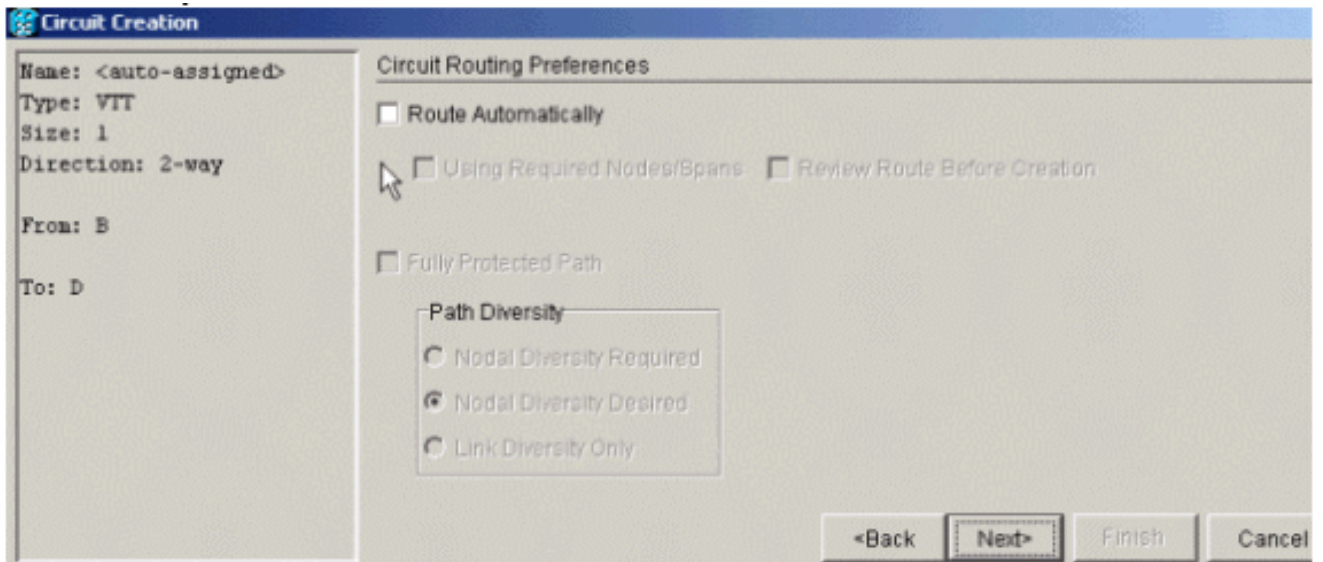 Circuit Creation
Name: <auto-assigned>
Type: VTT
Size: 1
Direction: 2-way
From: B
To: D
Circuit Routing Preferences
Route Automatically
Using Required Nodes/Spans Review Route Before Creation
Fully Protected Path
Path Diversity
Nodal Diversity Required
Nodal Diversity Desired
Link Diversity Only
<Back Next> Finish Cancel